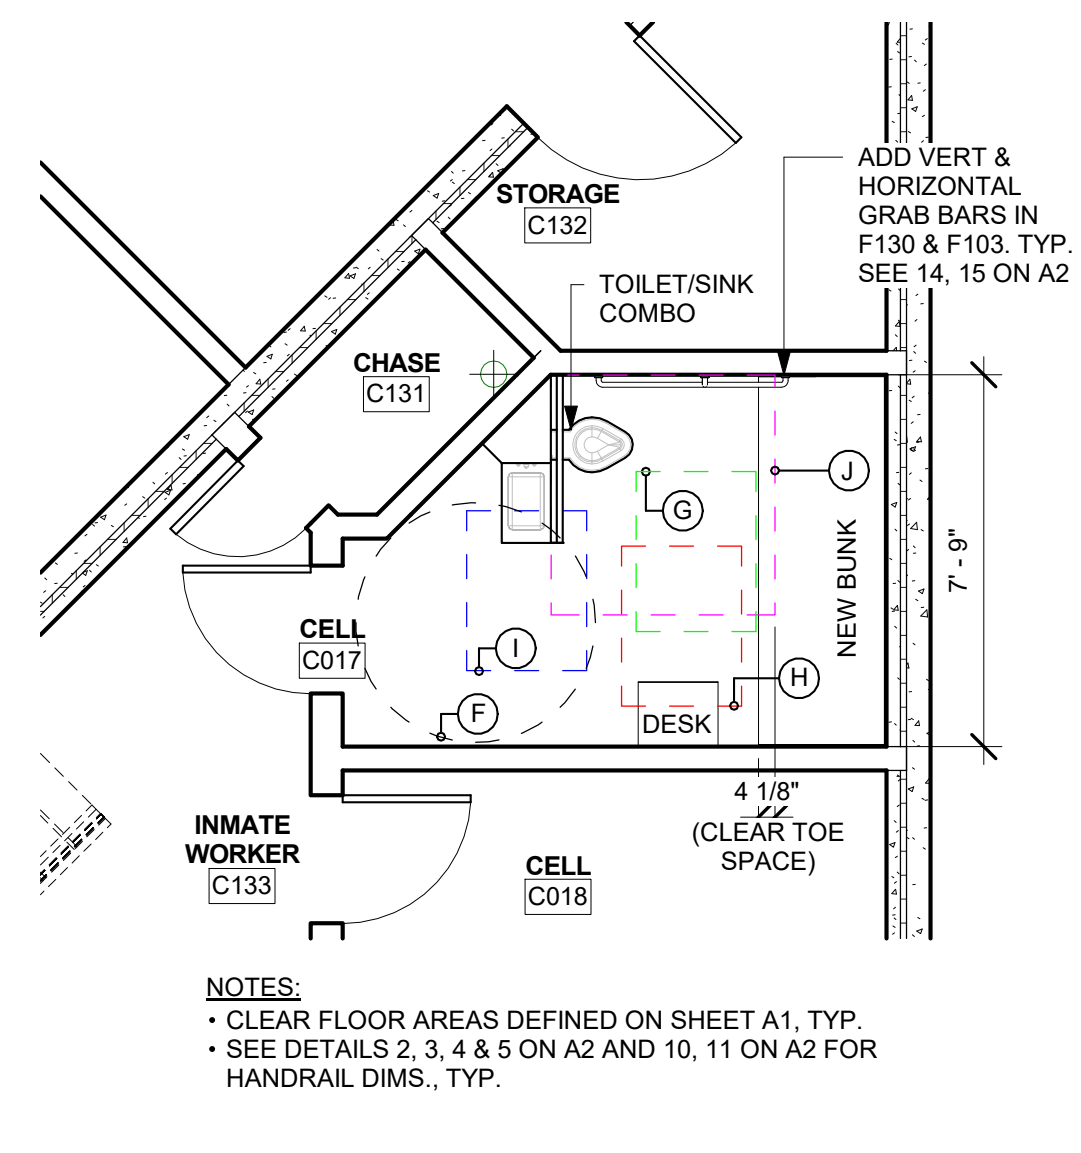 ADD VERT &
HORIZONTAL
GRAB BARS IN
F130 & F103. TYP.
SEE 14, 15 ON A2
STORAGE
C132
TOILET/SINK
COMBO
CHASE
C131
J
G
NEW BUNK
7' - 9"
CELL
C017
I
H
F
DESK
4 1/8"
(CLEAR TOE
SPACE)
INMATE
WORKER
C133
CELL
C018
NOTES:
• CLEAR FLOOR AREAS DEFINED ON SHEET A1, TYP.
• SEE DETAILS 2, 3, 4 & 5 ON A2 AND 10, 11 ON A2 FOR
HANDRAIL DIMS., TYP.